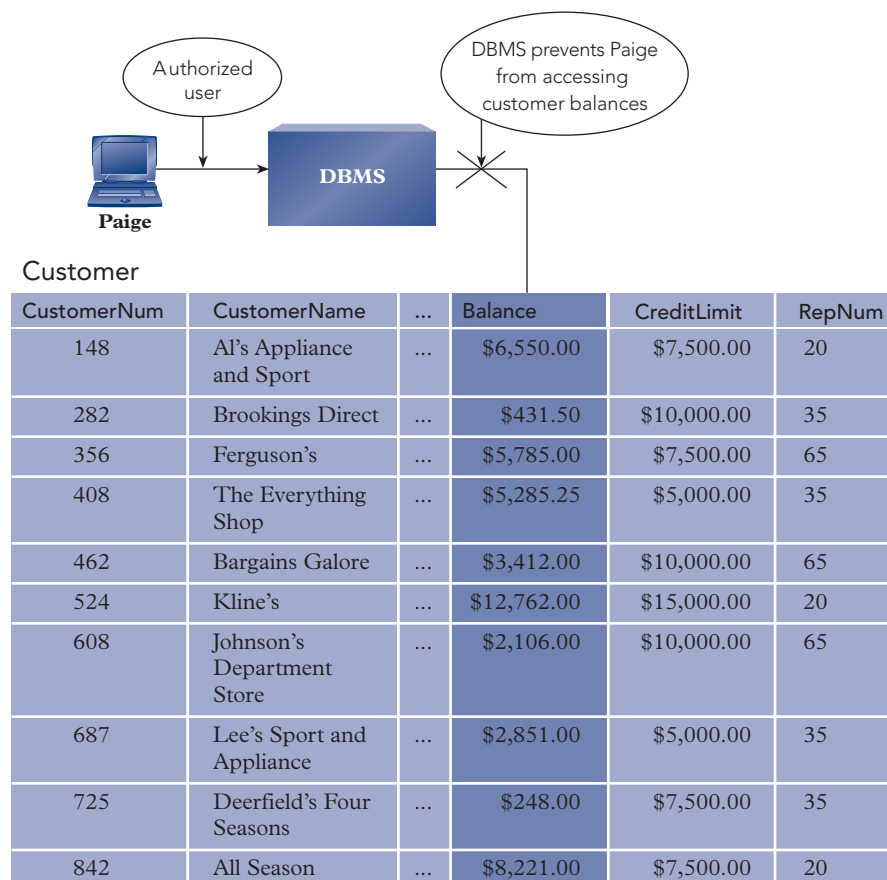 Authorized
user
DBMS prevents Paige
from accessing
customer balances
DBMS
Paige
Customer
CustomerNum CustomerName ... Balance CreditLimit RepNum
148 Al's Appliance ... $6,550.00 $7,500.00 20
and Sport
282 Brookings Direct ... $431.50 $10,000.00 35
356 Ferguson's ... $5,785.00 $7,500.00 65
408 The Everything ... $5,285.25 $5,000.00 35
Shop
462 Bargains Galore ... $3,412.00 $10,000.00 65
524 Kline's ... $12,762.00 $15,000.00 20
608 Johnson's ... $2,106.00 $10,000.00 65
Department
Store
687 Lee's Sport and ... $2,851.00 $5,000.00 35
Appliance
725 Deerfield's Four ... $248.00 $7,500.00 35
Seasons
842 All Season ... $8,221.00 $7,500.00 20